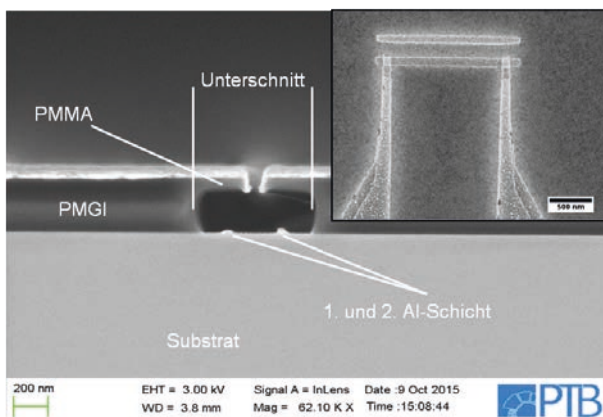 Unterschnitt
PMMA
PMGI
500 nm
1. und 2. Al-Schicht
Substrat
200 nm
EHT = 3.00 kV
Signal A = InLens
Date :9 Oct 2015
WD = 3.8 mm
Mag = 62.10 K X
Time :15:08:44
PTB